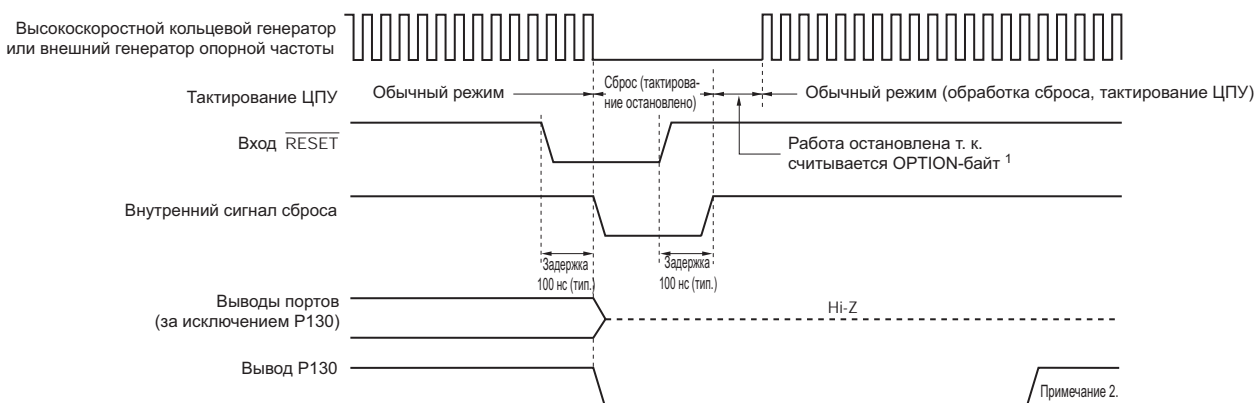 Высокоскоростной кольцевой генератор
или внешний генератор опорной частоты
Тактирование ЦПУ
Обычный режим
Сброс (тактирова-
ние остановлено)
Обычный режим (обработка сброса, тактирование ЦПУ)
Вход RESET
Работа остановлена т. к.
считывается OPTION-байт 1
Внутренний сигнал сброса
Задержка
100 нс (тип.)
Задержка
100 нс (тип.)
Выводы портов
(за исключением P130)
Hi-Z
Вывод P130
Примечание 2.